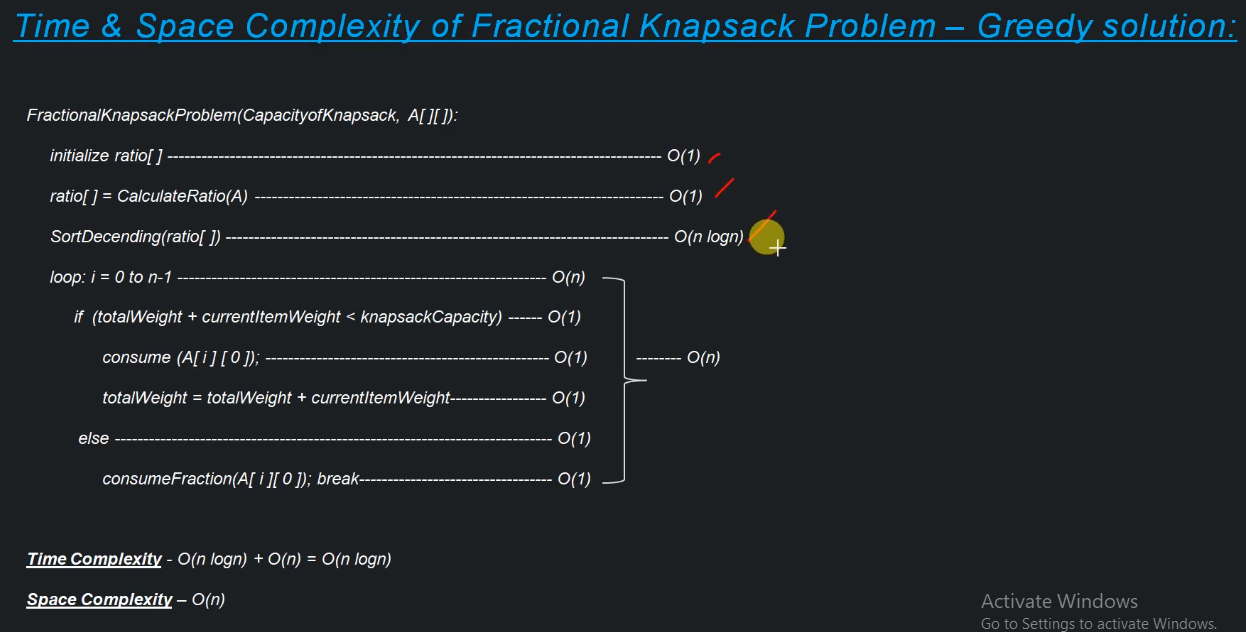 Time & Space Complexity of Fractional Knapsack Problem – Greedy solution:
FractionalKnapsackProblem(CapacityofKnapsack, A[ ][ ]):
initialize ratio[ ] ---------------------------------------------------------------------------------------- O(1)
ratio[ ] = CalculateRatio(A) ------------------------------------------------------------------------- O(1)
SortDecending(ratio[ ]) ------------------------------------------------------------------------------- O(n logn)
loop: i = 0 to n-1 ------------------------------------------------------------------ O(n)
if (totalWeight + currentItemWeight < knapsackCapacity) ------ O(1)
consume (A[ i ] [ 0 ]); --------------------------------------------------- O(1)
-------- O(n)
totalWeight = totalWeight + currentItemWeight----------------- O(1)
else ------------------------------------------------------------------------------ O(1)
consumeFraction(A[ i ][ 0 ]); break---------------------------------- O(1)
Time Complexity - O(n logn) + O(n) = O(n logn)
Space Complexity – O(n)
Activate Windows
Go to Settings to activate Windows.